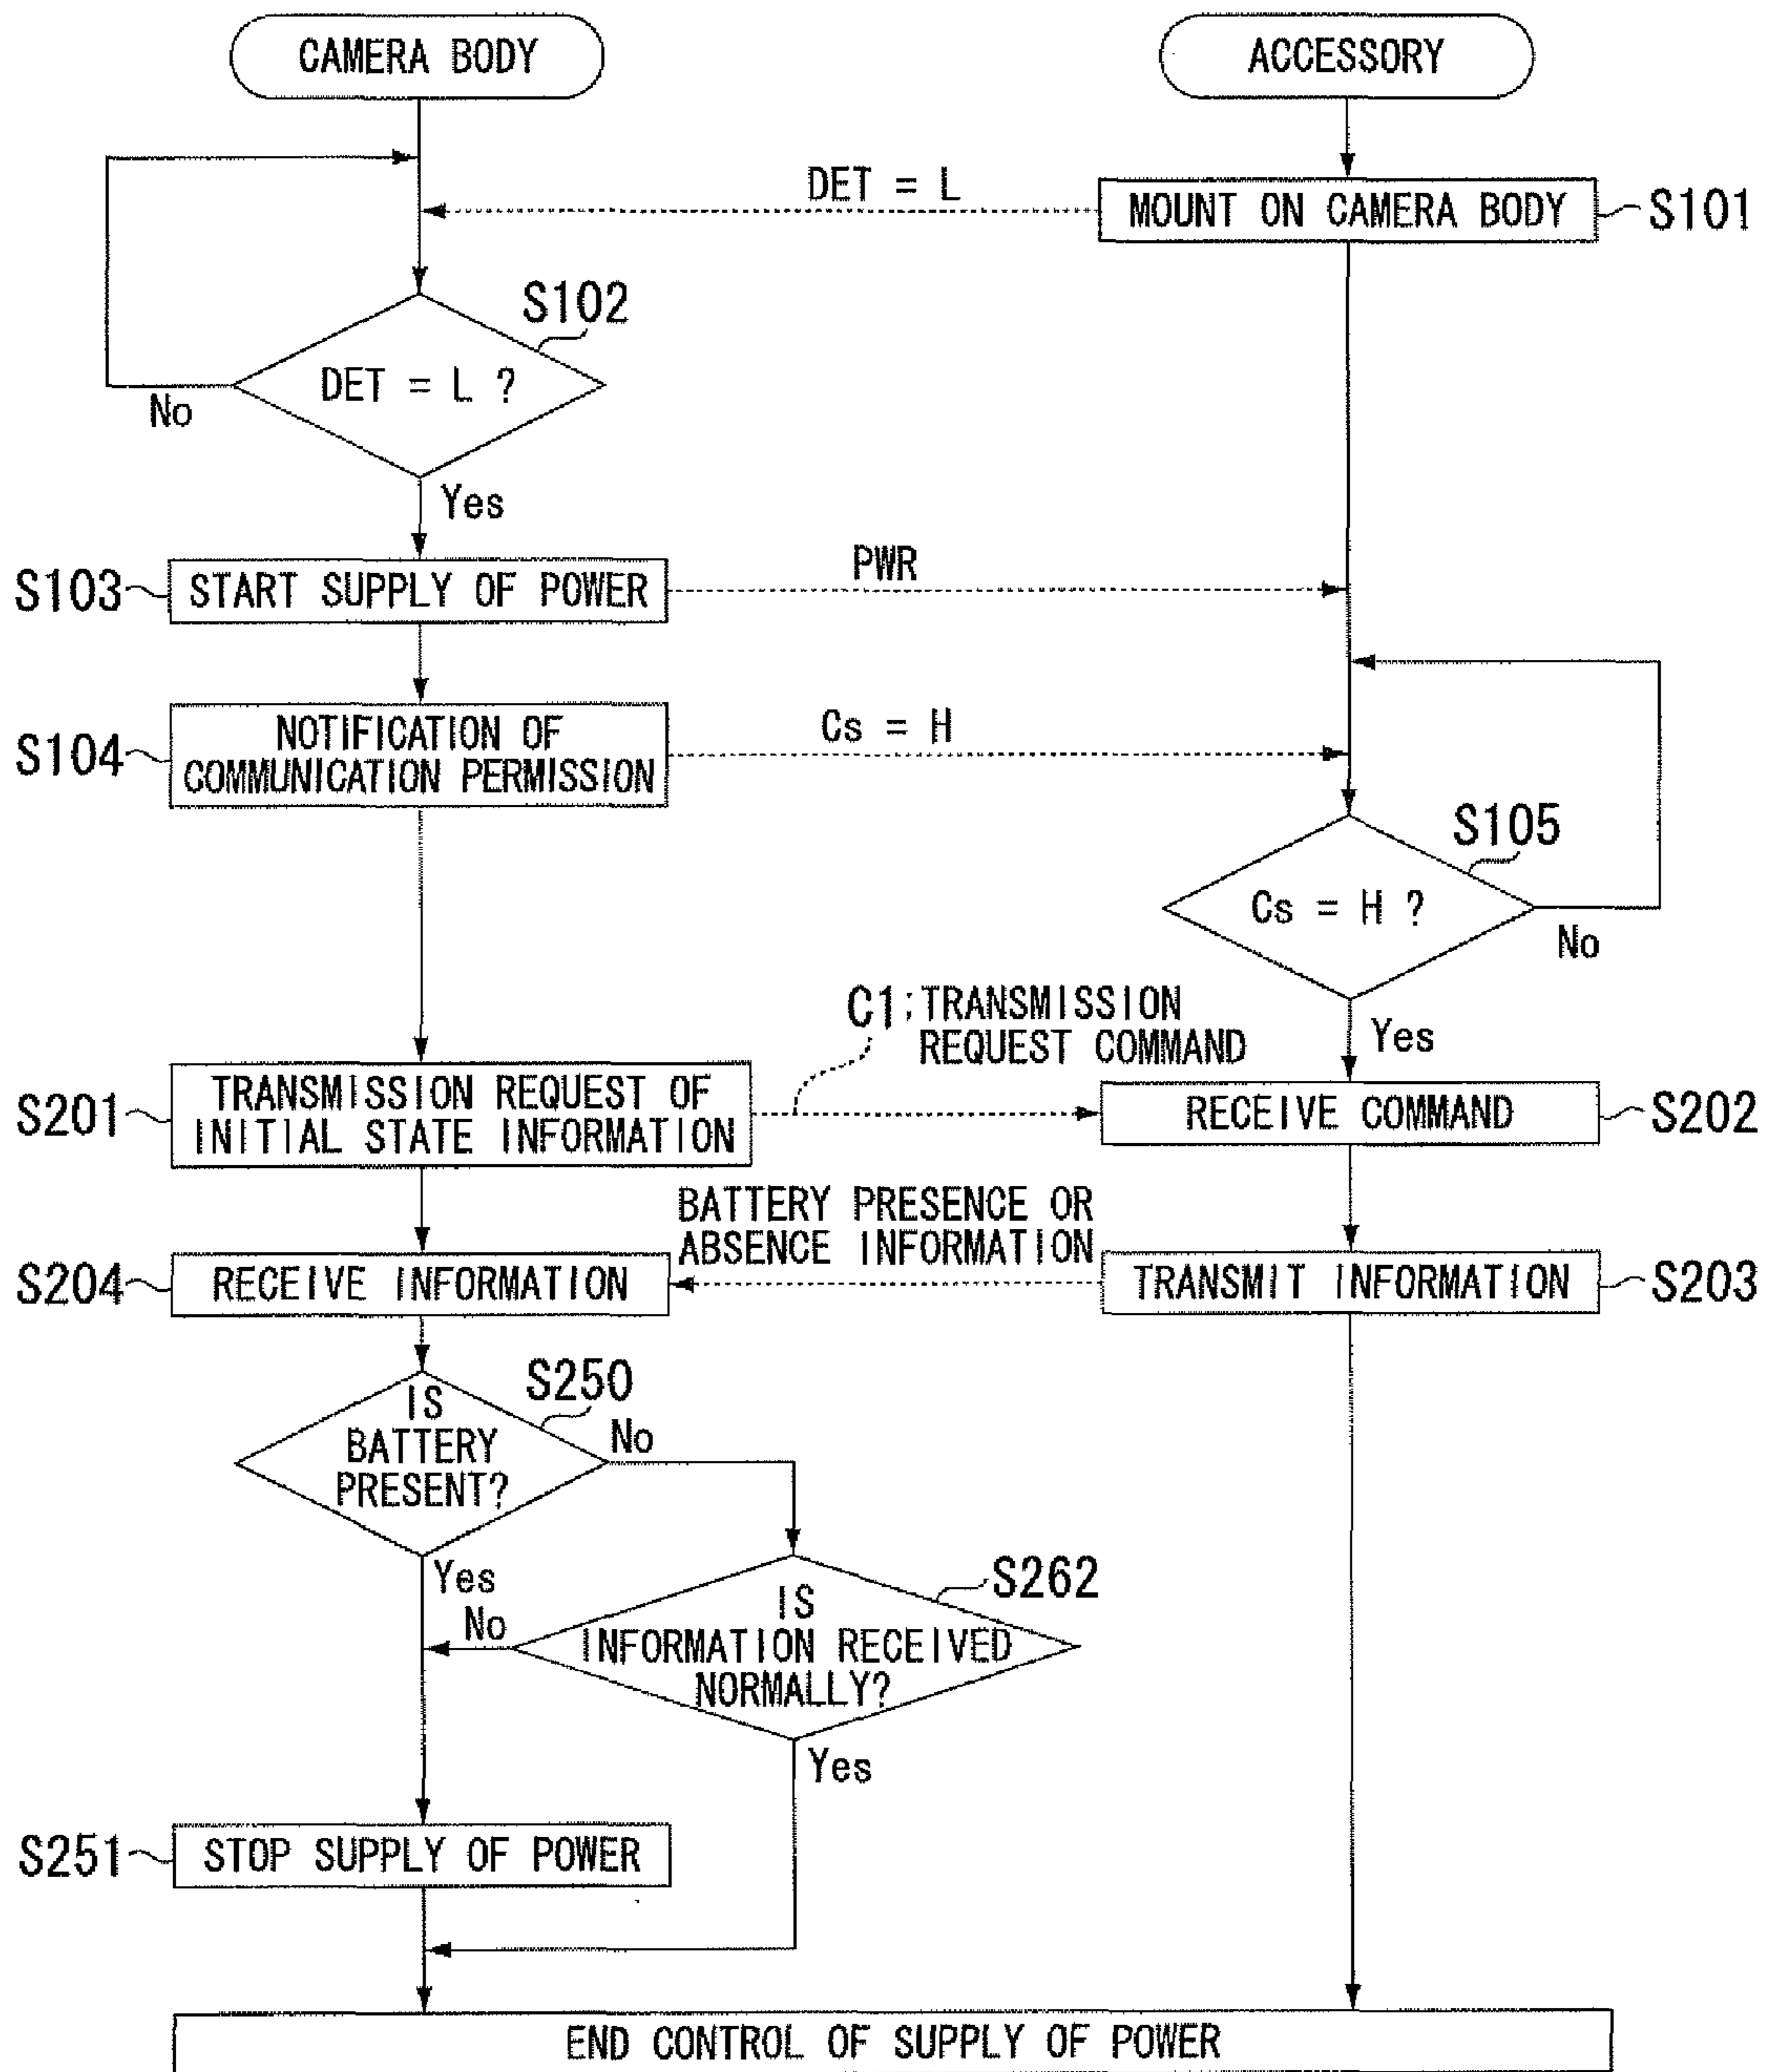 CAMERA BODY
ACCESSORY
DET = L
MOUNT ON CAMERA BODY
S101
S102
DET = L ?
No
Yes
S103
START SUPPLY OF POWER
PWR
S104
NOTIFICATION OF
COMMUNICATION PERMISSION
Cs = H
S105
Cs = H ?
No
Yes
C1:TRANSMISSION
REQUEST COMMAND
S201
TRANSMISSION REQUEST OF
INITIAL STATE INFORMATION
RECEIVE COMMAND
S202
BATTERY PRESENCE OR
ABSENCE INFORMATION
S204
RECEIVE INFORMATION
TRANSMIT INFORMATION
S203
S250
IS
BATTERY
PRESENT?
No
Yes
S262
No
IS
INFORMATION RECEIVED
NORMALLY?
Yes
S251
STOP SUPPLY OF POWER
END CONTROL OF SUPPLY OF POWER